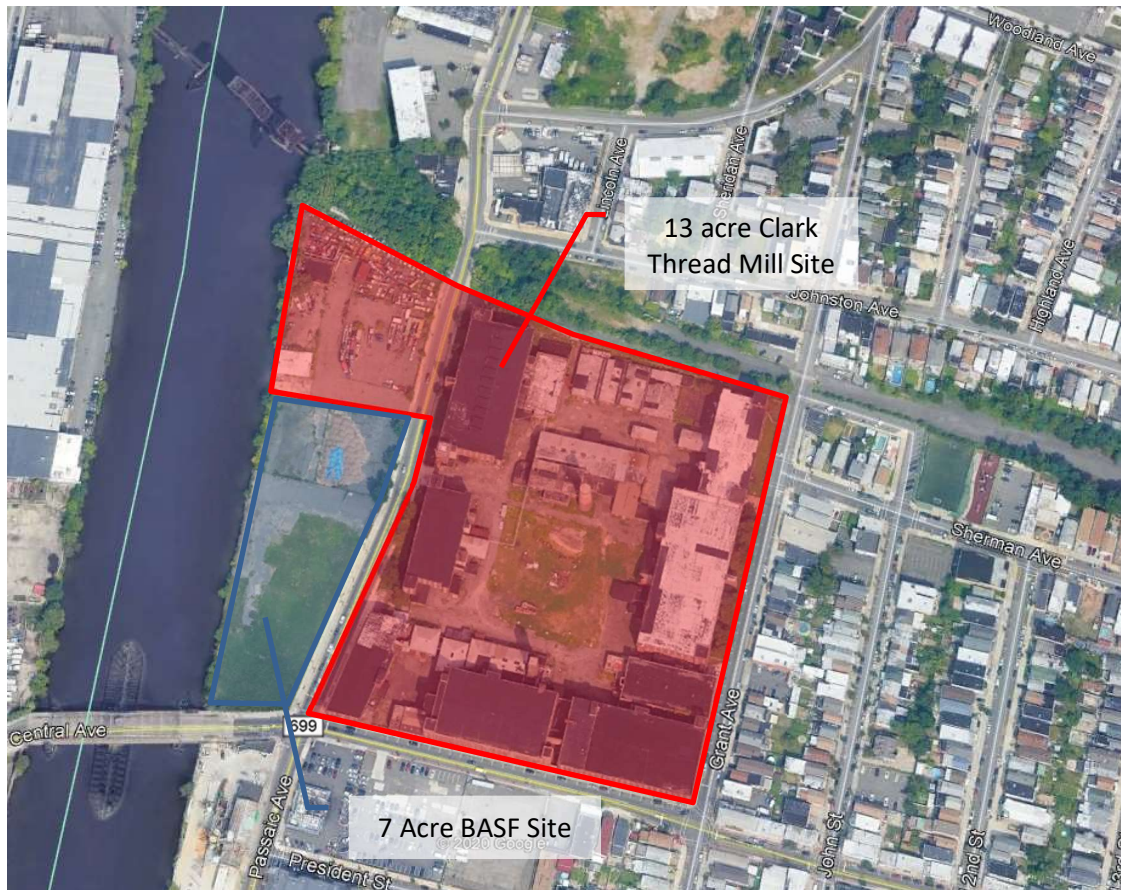 Woodland Ave
Lincoln Ave
Sheridan Ave
13 acre Clark
Thread Mill Site
Highland Ave
Johnston Ave
Sherman Ave
Central Ave
699
Grant Ave
Passaic Ave
7 Acre BASF Site
© 2020 Google
President St
John St
2nd St